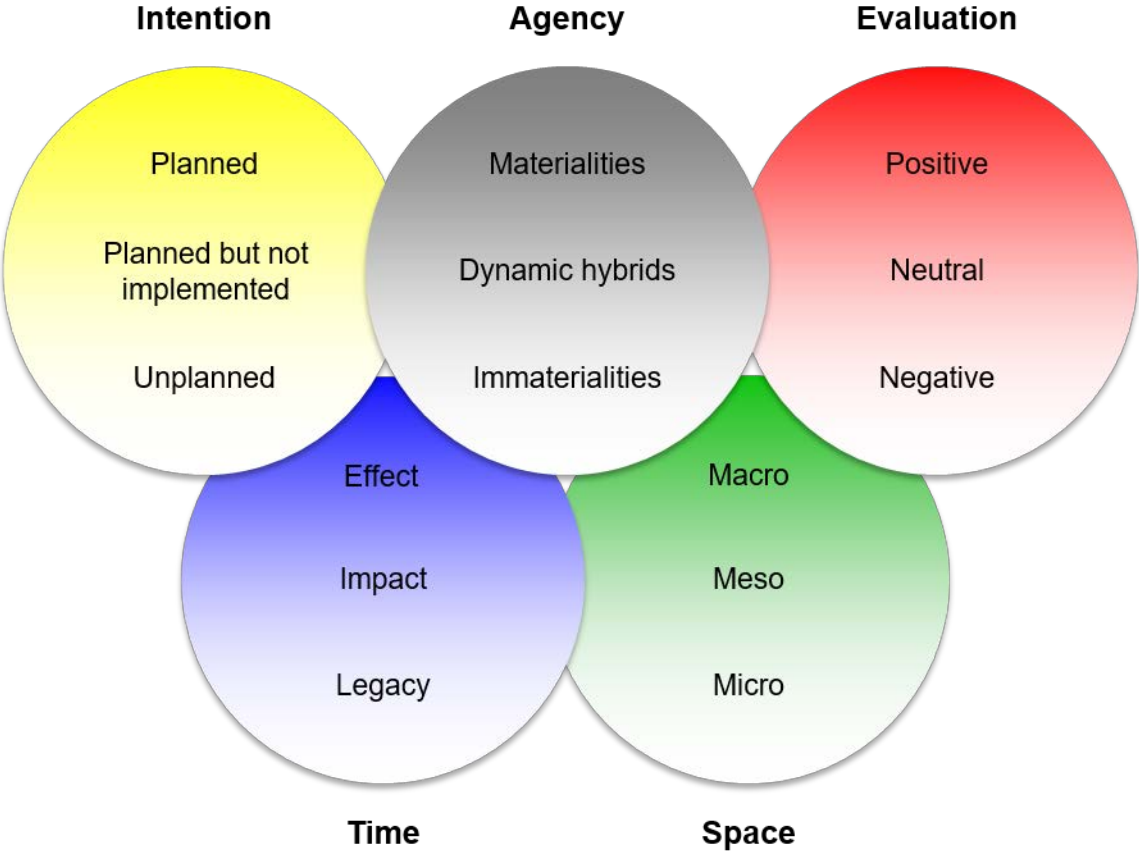 Intention
Agency
Evaluation
Planned
Materialities
Positive
Planned but not
implemented
Dynamic hybrids
Neutral
Unplanned
Immaterialities
Negative
Effect
Macro
Impact
Meso
Legacy
Micro
Time
Space